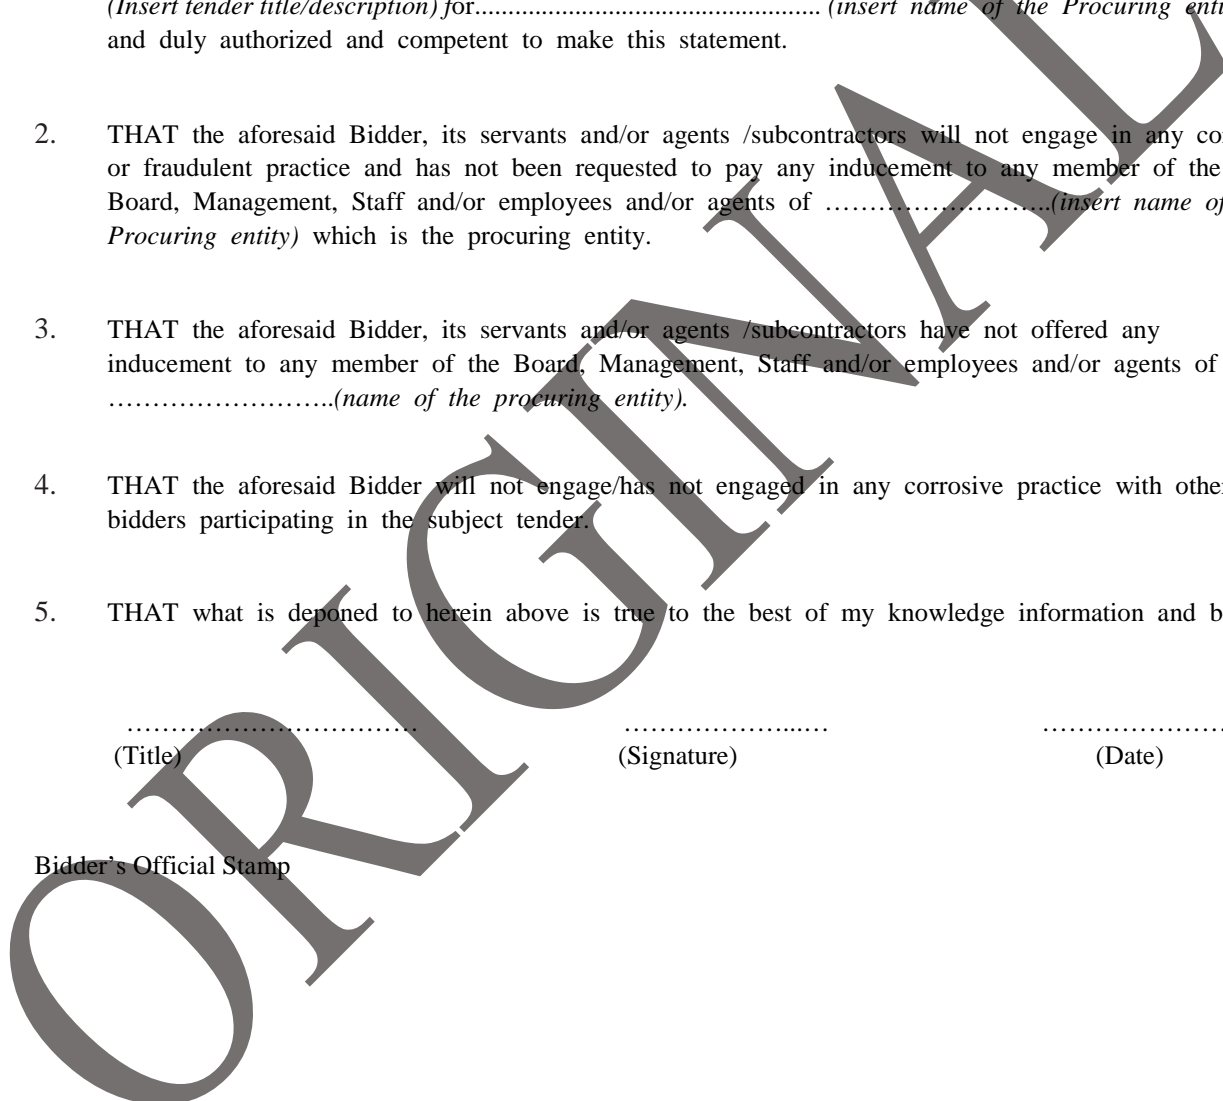 (Insert tender title/description) for..................................................... (insert name of the Procuring
and duly authorized and competent to make this statement.
2. THAT the aforesaid Bidder, its servants and/or agents /subcontractors will not engage in any
or fraudulent practice and has not been requested to pay any inducement to any member of the
Board, Management, Staff and/or employees and/or agents of ……………………..(insert name of
Procuring entity) which is the procuring entity.
3. THAT the aforesaid Bidder, its servants and/or agents /subcontractors have not offered any
inducement to any member of the Board, Management, Staff and/or employees and/or agents of
……………………..(name of the procuring entity).
4. THAT the aforesaid Bidder will not engage/has not engaged in any corrosive practice with other
bidders participating in the subject tender.
5. THAT what is deponed to herein above is true to the best of my knowledge information and
…………………………… ………………...… …………………
(Title) (Signature) (Date)
Bidder’s Official Stamp
ORIGINAL